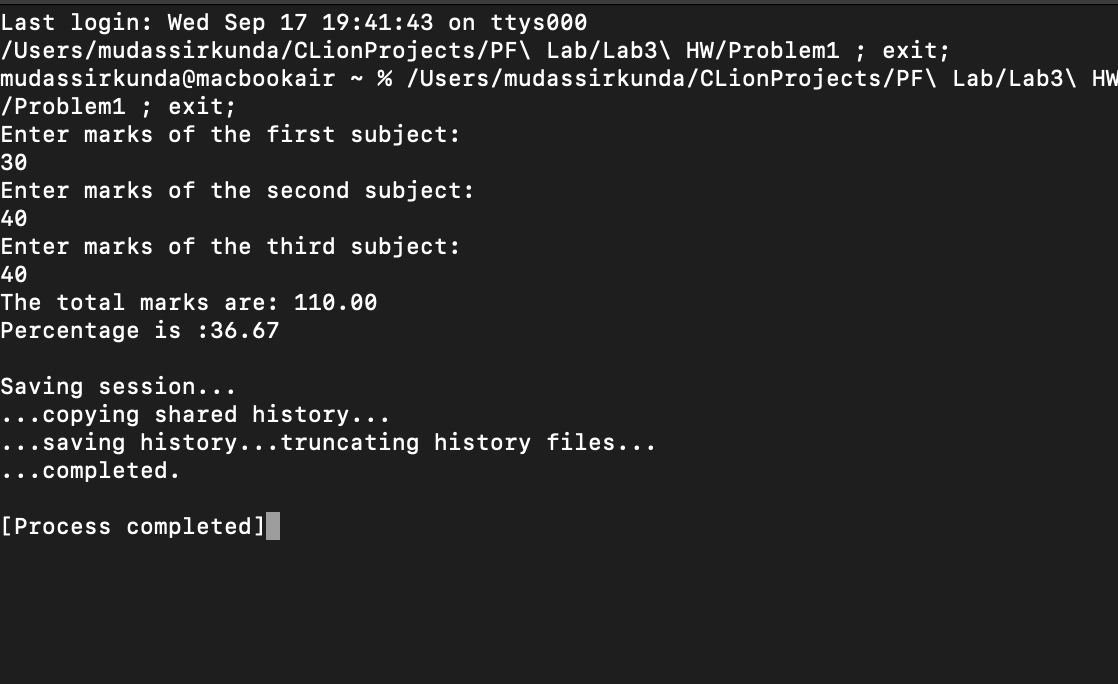 Last login: Wed Sep 17 19:41:43 on ttys000
/Users/mudassirkunda/CLionProjects/PF\ Lab/Lab3\ HW/Problem1 ; exit;
mudassirkunda@macbookair ~ % /Users/mudassirkunda/CLionProjects/PF\ Lab/Lab3\ HW
/Problem1 ; exit;
Enter marks of the first subject:
30
Enter marks of the second subject:
40
Enter marks of the third subject:
40
The total marks are: 110.00
Percentage is :36.67
Saving session...
...copying shared history...
...saving history...truncating history files...
...completed.
[Process completed]